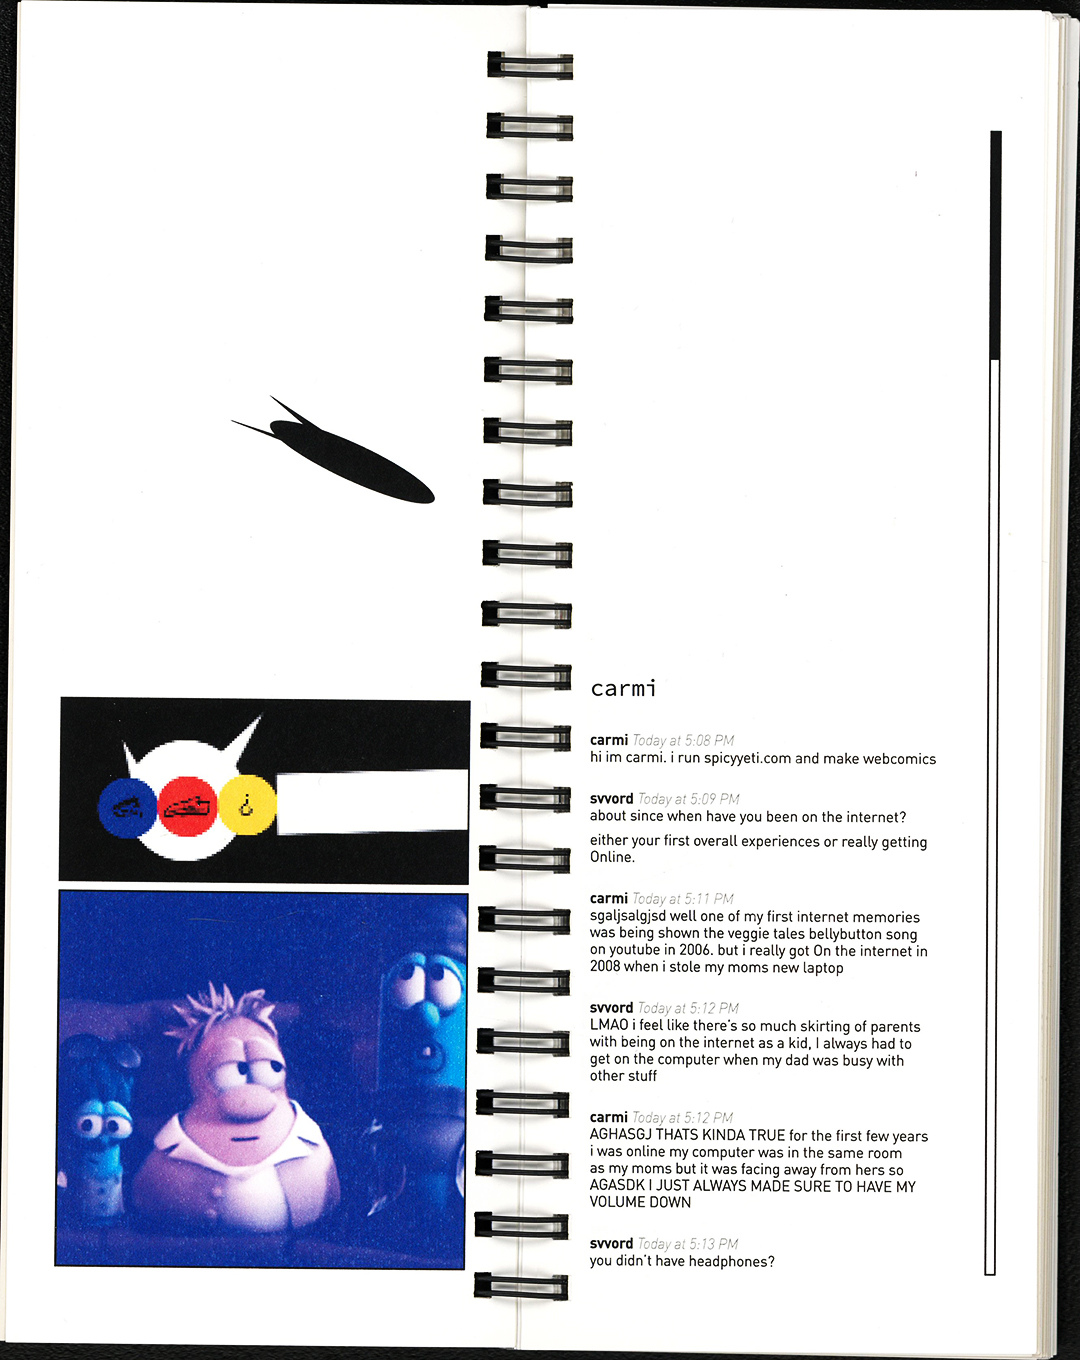 carmi
carmi Today at 5:08 PM
hi im carmi. i run spicyyeti.com and make webcomics
svvord Today at 5:09 PM
about since when have you been on the internet?
either your first overall experiences or really getting
Online.
carmi Today at 5:11 PM
sgaljsalgjsd well one of my first internet memories
was being shown the veggie tales bellybutton song
on youtube in 2006. but i really got On the internet in
2008 when i stole my moms new laptop
svvord Today at 5:12 PM
LMAO i feel like there's so much skirting of parents
with being on the internet as a kid, I always had to
get on the computer when my dad was busy with
other stuff
carmi Today at 5:12 PM
AGHASGJ THATS KINDA TRUE for the first few years
i was online my computer was in the same room
as my moms but it was facing away from hers so
AGASDK I JUST ALWAYS MADE SURE TO HAVE MY
VOLUME DOWN
svvord Today at 5:13 PM
you didn't have headphones?